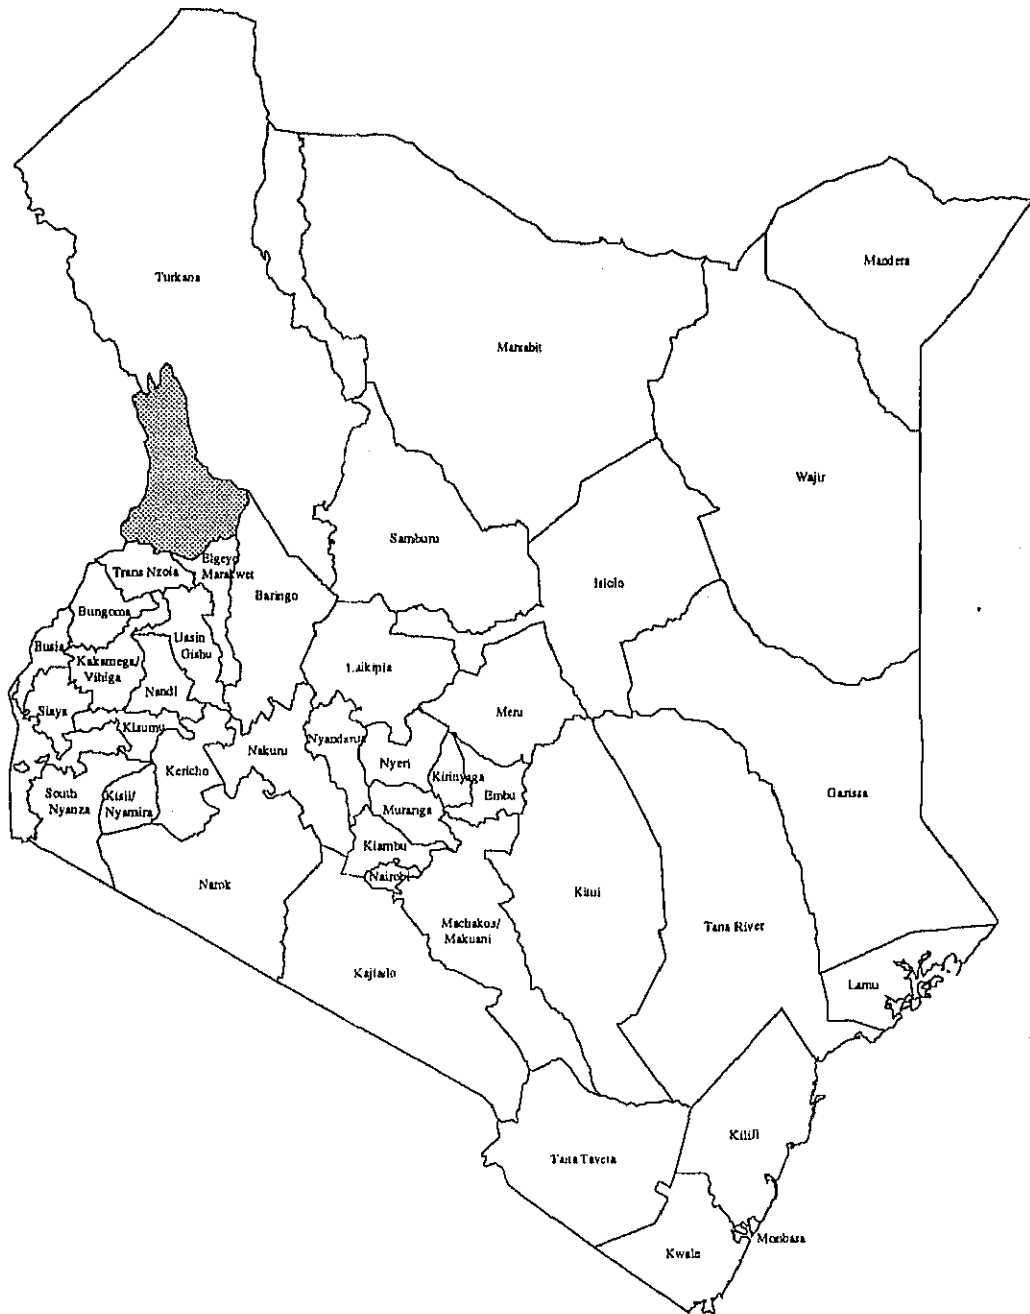 Turkana
Mandera
Marsabit
Wajir
Samburu
Isiolo
Elgeyo
Marakwet
Trans Nzoia
Baringo
Bungoma
Uasin
Gishu
Busia
Kakamega/
Vihiga
Laikipia
Nandi
Siaya
Meru
Kisumu
Nyandarua
Nakuru
Nyeri
Kericho
Kirinyaga
South
Nyanza
Kisii/
Nyamira
Embu
Garissa
Muranga
Kiambu
Nairobi
Narok
Kitui
Machakos/
Makuani
Tana River
Kajiado
Lamu
Kilifi
Taita Taveta
Mombasa
Kwale